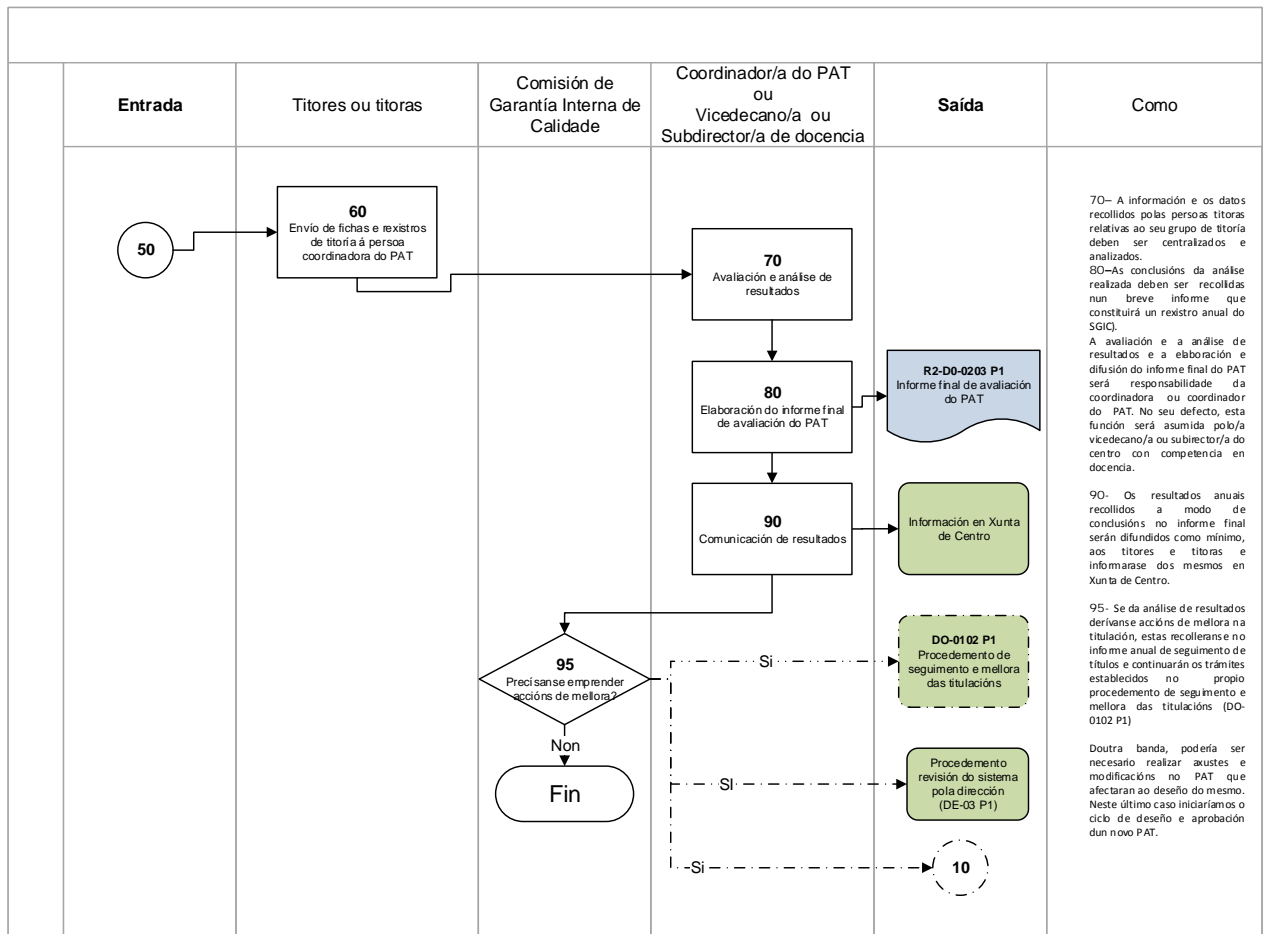 Entrada
Titores ou titoras
Comisión de
Garantía Interna de
Calidade
Coordinador/a do PAT
ou
Vicedecano/a ou
Subdirector/a de docencia
Saída
Como
50
60
Envío de fichas e rexistros
de titoría á persoa
coordinadora do PAT
70
Avaliación e análise de
resultados
80
Elaboración do informe final
de avaliación do PAT
R2-D0-0203 P1
Informe final de avaliación
do PAT
90
Comunicación de resultados
Información en Xunta
de Centro
95
Precísanse emprender
accións de mellora?
Non
Fin
Si
DO-0102 P1
Procedemento de
seguimento e mellora
das titulacións
SI
Procedemento
revisión do sistema
pola dirección
(DE-03 P1)
Si
10
70– A información e os datos
recollidos polas persoas titoras
relativas ao seu grupo de titoría
deben ser centralizados e
analizados.
80–As conclusións da análise
realizada deben ser recollidas
nun breve informe que
constituirá un rexistro anual do
SGIC).
A avaliación e a análise de
resultados e a elaboración e
difusión do informe final do PAT
será responsabilidade da
coordinadora ou coordinador
do PAT. No seu defecto, esta
función será asumida polo/a
vicedecano/a ou subirector/a do
centro con competencia en
docencia.
90- Os resultados anuais
recollidos a modo de
conclusións no informe final
serán difundidos como mínimo,
aos titores e titoras e
informarase dos mesmos en
Xunta de Centro.
95- Se da análise de resultados
derívanse accións de mellora na
titulación, estas recolleranse no
informe anual de seguimento de
títulos e continuarán os trámites
establecidos no propio
procedemento de seguimento e
mellora das titulacións (DO-
0102 P1)
Doutra banda, podería ser
necesario realizar axustes e
modificacións no PAT que
afectaran ao deseño do mesmo.
Neste último caso iniciaríamos o
ciclo de deseño e aprobación
dun novo PAT.